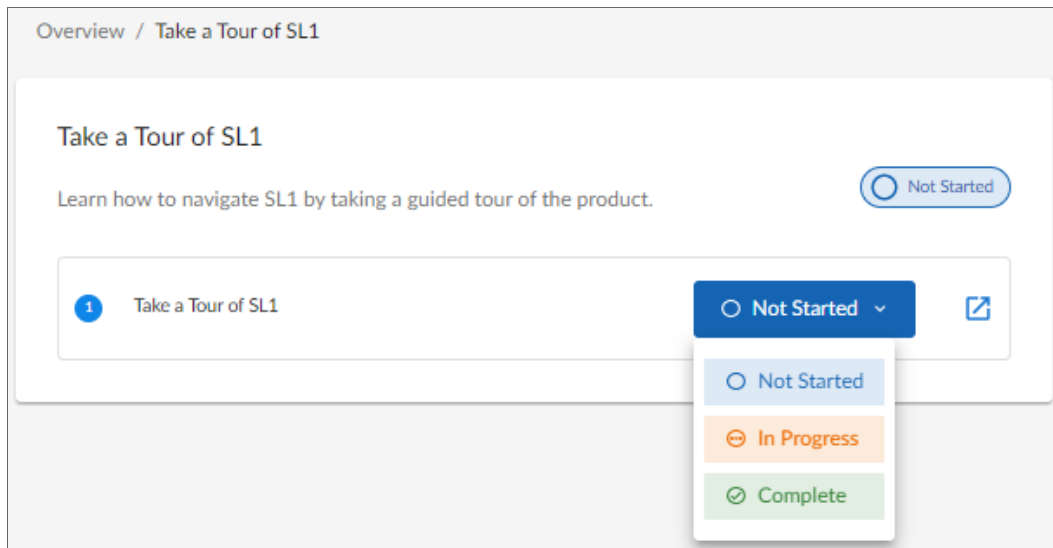 Overview / Take a Tour of SL1
Take a Tour of SL1
Learn how to navigate SL1 by taking a guided tour of the product.
Not Started
1 Take a Tour of SL1 Not Started
Not Started
In Progress
Complete